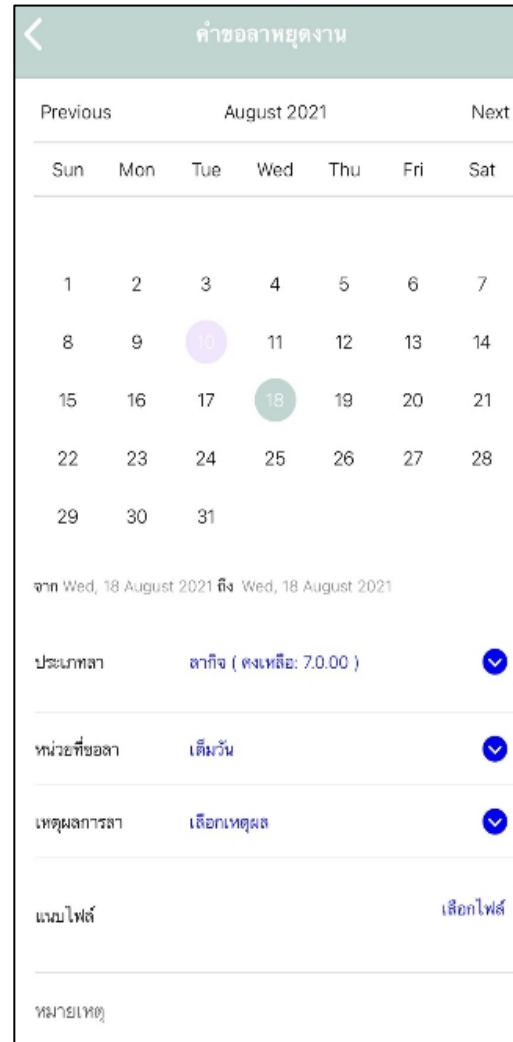 คำขอลาหยุดงาน
Previous August 2021 Next
Sun Mon Tue Wed Thu Fri Sat
1 2 3 4 5 6 7
8 9 10 11 12 13 14
15 16 17 18 19 20 21
22 23 24 25 26 27 28
29 30 31
จาก Wed, 18 August 2021 ถึง Wed, 18 August 2021
ประเภทลา ลากิจ ( คงเหลือ: 7.0.00 )
หน่วยที่ขอลา เต็มวัน
เหตุผลการลา เลือกเหตุผล
แนบไฟล์ เลือกไฟล์
หมายเหตุ